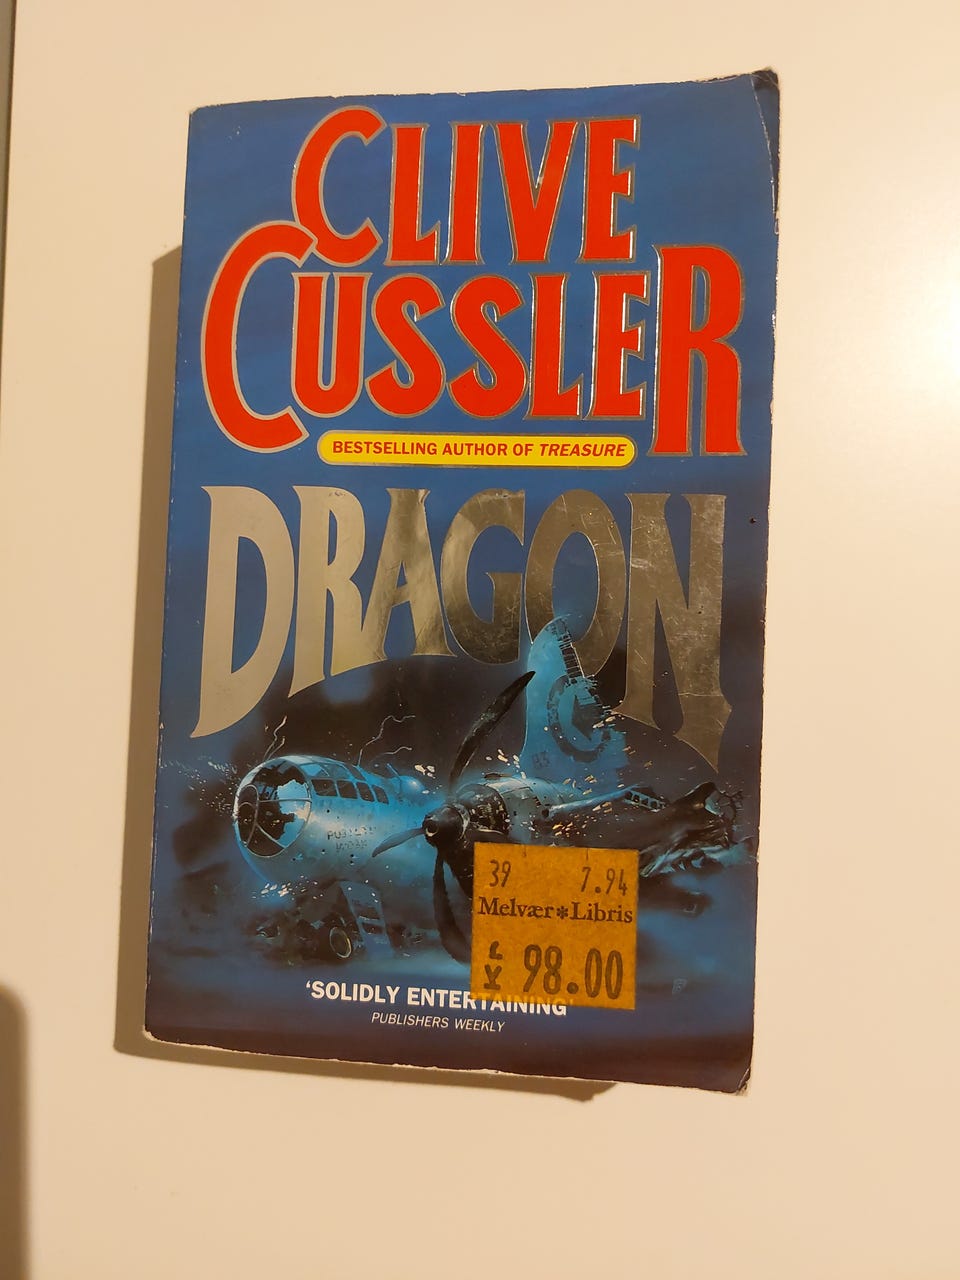 CLIVE
CUSSLER
BESTSELLING AUTHOR OF TREASURE
DRAGON
39 7.94
Melvær*Libris
98.00
'SOLIDLY ENTERTAINING'
PUBLISHERS WEEKLY